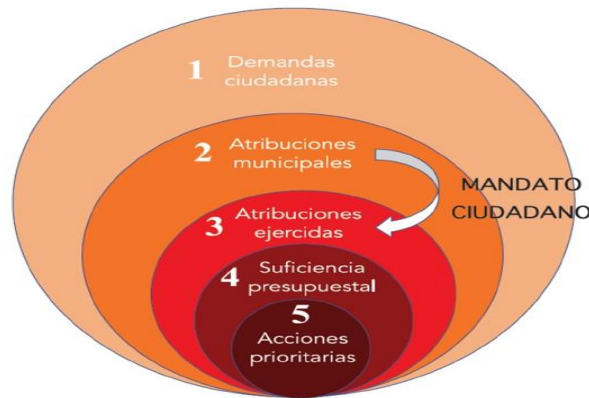 1 Demandas
ciudadanas
2 Atribuciones
municipales
MANDATO
CIUDADANO
3 Atribuciones
ejercidas
4 Suficiencia
presupuestal
5
Acciones
prioritarias